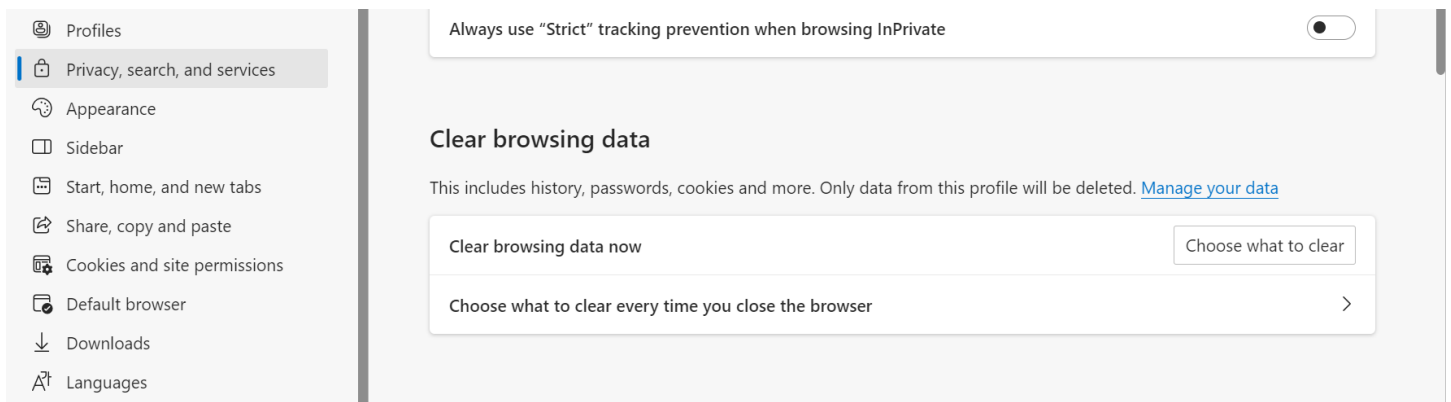 Profiles
Privacy, search, and services
Appearance
Sidebar
Start, home, and new tabs
Share, copy and paste
Cookies and site permissions
Default browser
Downloads
Languages
Always use “Strict” tracking prevention when browsing InPrivate
Clear browsing data
This includes history, passwords, cookies and more. Only data from this profile will be deleted. Manage your data
Clear browsing data now
Choose what to clear
Choose what to clear every time you close the browser